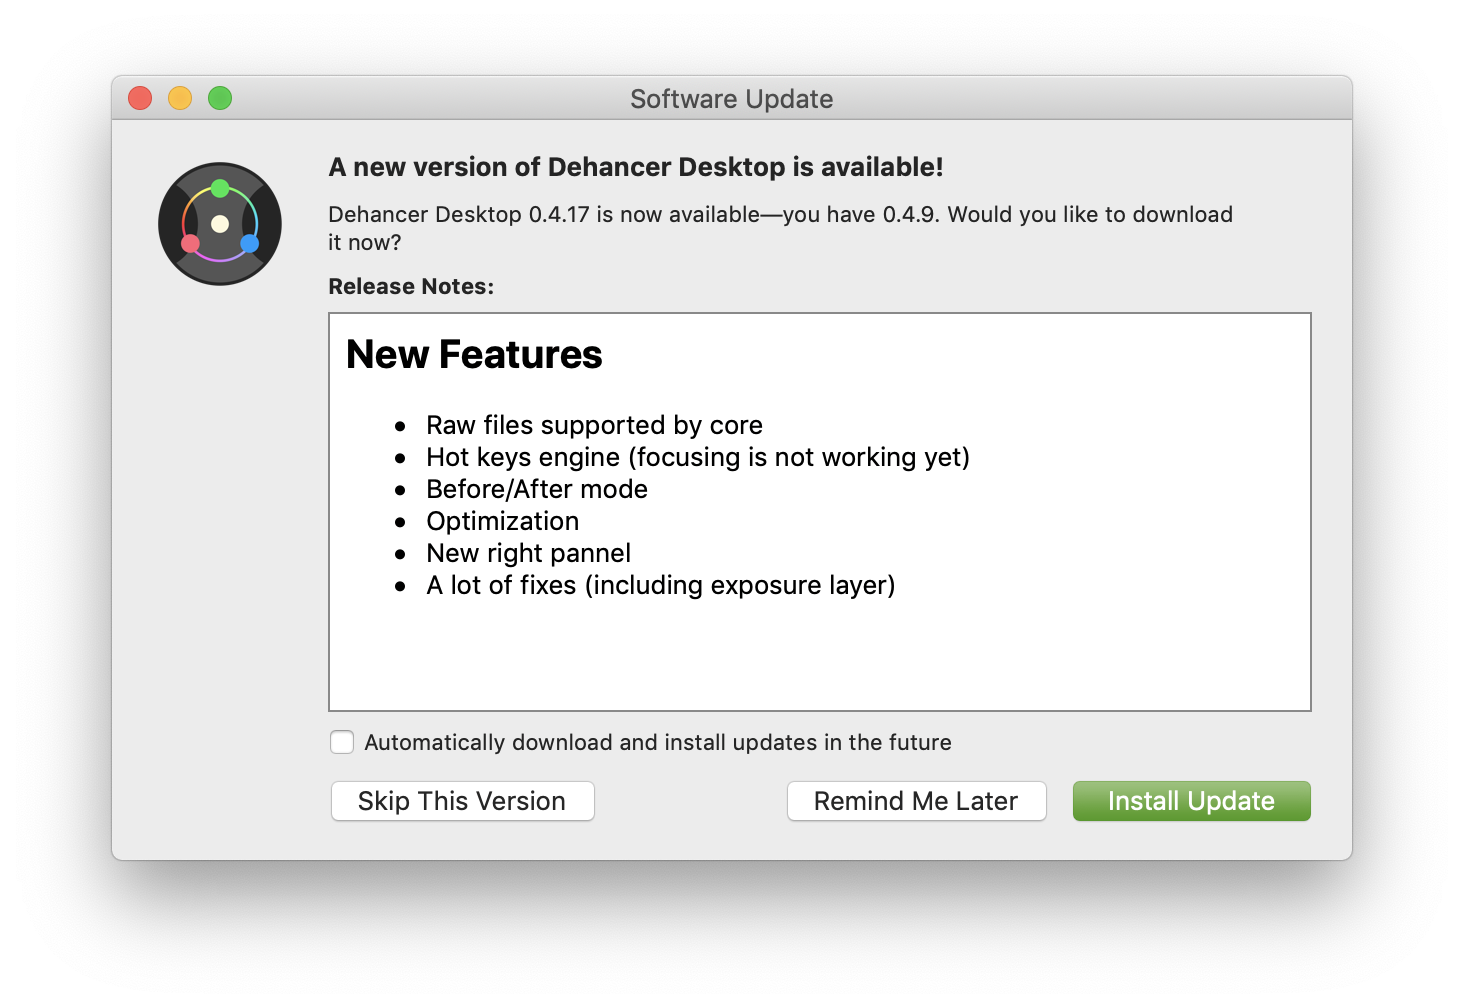 Software Update
A new version of Dehancer Desktop is available!
Dehancer Desktop 0.4.17 is now available—you have 0.4.9. Would you like to download
it now?
Release Notes:
New Features
• Raw files supported by core
• Hot keys engine (focusing is not working yet)
• Before/After mode
• Optimization
• New right pannel
• A lot of fixes (including exposure layer)
Automatically download and install updates in the future
Skip This Version
Remind Me Later
Install Update